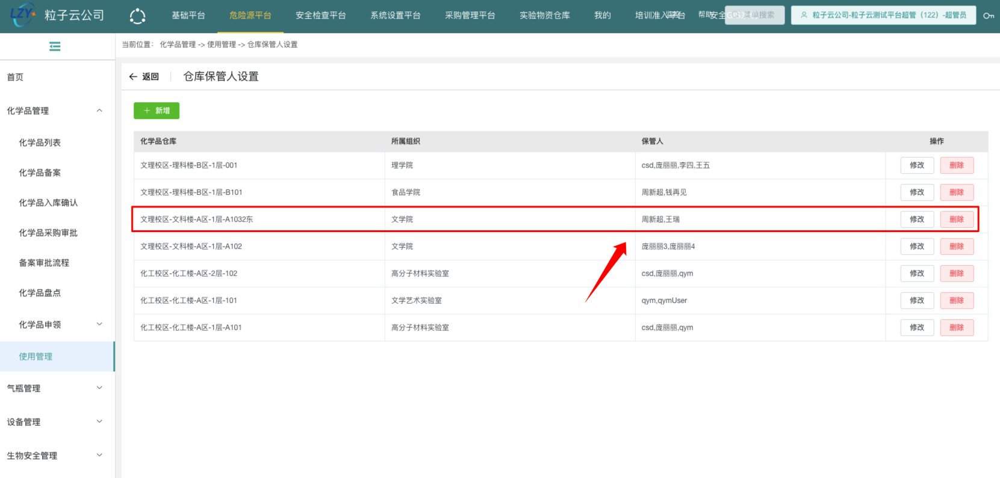 LZY 粒子云公司
基础平台 危险源平台 安全检查平台 系统设置平台 采购管理平台 实验物资仓库 我的 培训准入平台 帮助 安全 菜单搜索 粒子云公司-粒子云测试平台超管（122）-超管员
当前位置： 化学品管理 -> 使用管理 -> 仓库保管人设置
首页
化学品管理
化学品列表
化学品备案
化学品入库确认
化学品采购审批
备案审批流程
化学品盘点
化学品申领
使用管理
气瓶管理
设备管理
生物安全管理
← 返回 仓库保管人设置
+ 新增
化学品仓库 所属组织 保管人 操作
文理校区-理科楼-B区-1层-001 理学院 csd,庞丽丽,李四,王五 修改 删除
文理校区-理科楼-B区-1层-B101 食品学院 周新超,钱再见 修改 删除
文理校区-文科楼-A区-1层-A1032东 文学院 周新超,王瑞 修改 删除
文理校区-文科楼-A区-1层-A102 文学院 庞丽丽3,庞丽丽4 修改 删除
化工校区-化工楼-A区-2层-102 高分子材料实验室 csd,庞丽丽,qym 修改 删除
化工校区-化工楼-A区-1层-101 文学艺术实验室 qym,qymUser 修改 删除
化工校区-化工楼-A区-1层-A101 高分子材料实验室 csd,庞丽丽,qym 修改 删除